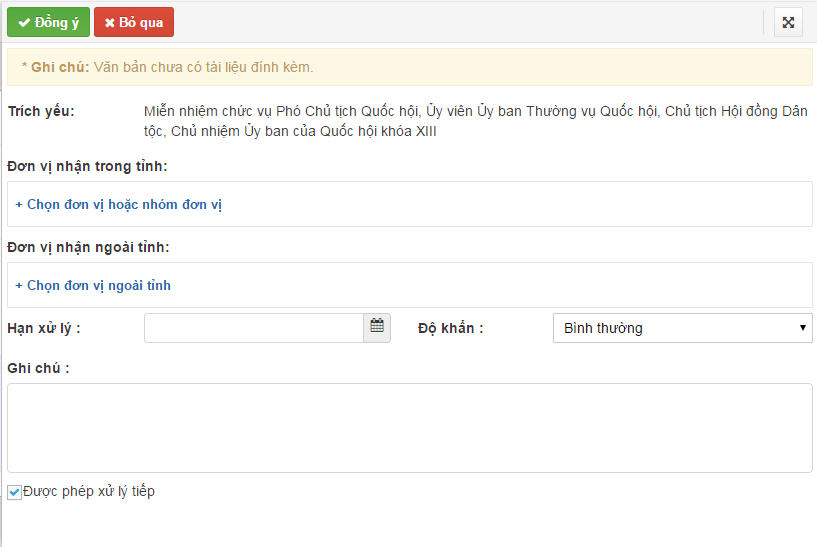 Đồng ý Bỏ qua
* Ghi chú: Văn bản chưa có tài liệu đính kèm.
Trích yếu: Miễn nhiệm chức vụ Phó Chủ tịch Quốc hội, Ủy viên Ủy ban Thường vụ Quốc hội, Chủ tịch Hội đồng Dân
tộc, Chủ nhiệm Ủy ban của Quốc hội khóa XIII
Đơn vị nhận trong tỉnh:
+ Chọn đơn vị hoặc nhóm đơn vị
Đơn vị nhận ngoài tỉnh:
+ Chọn đơn vị ngoài tỉnh
Hạn xử lý : Độ khẩn : Bình thường
Ghi chú :
Được phép xử lý tiếp